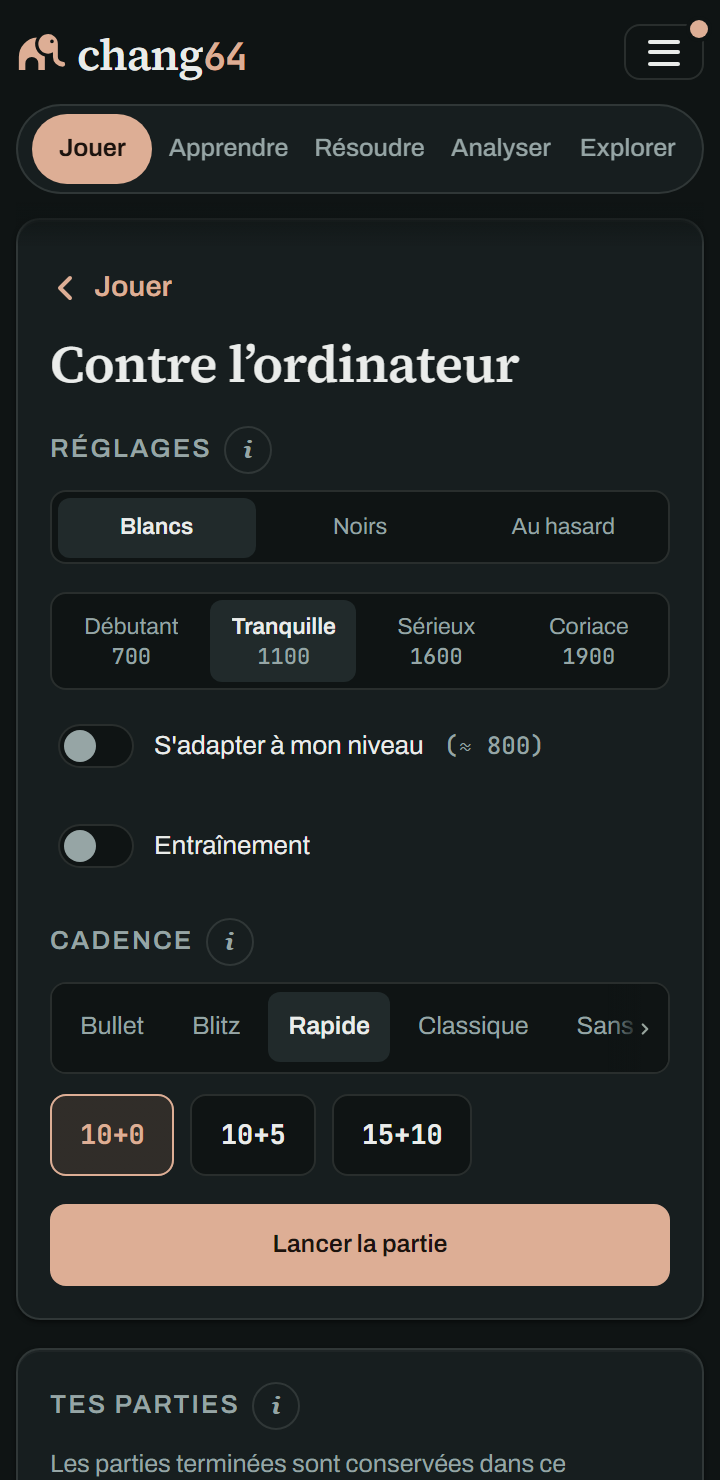 chang64
Jouer Apprendre Résoudre Analyser Explorer
Jouer
Contre l’ordinateur
RÉGLAGES i
Blancs Noirs Au hasard
Débutant Tranquille Sérieux Coriace
700 1100 1600 1900
S'adapter à mon niveau (≈ 800)
Entraînement
CADENCE i
Bullet Blitz Rapide Classique Sans ›
10+0 10+5 15+10
Lancer la partie
TES PARTIES i
Les parties terminées sont conservées dans ce